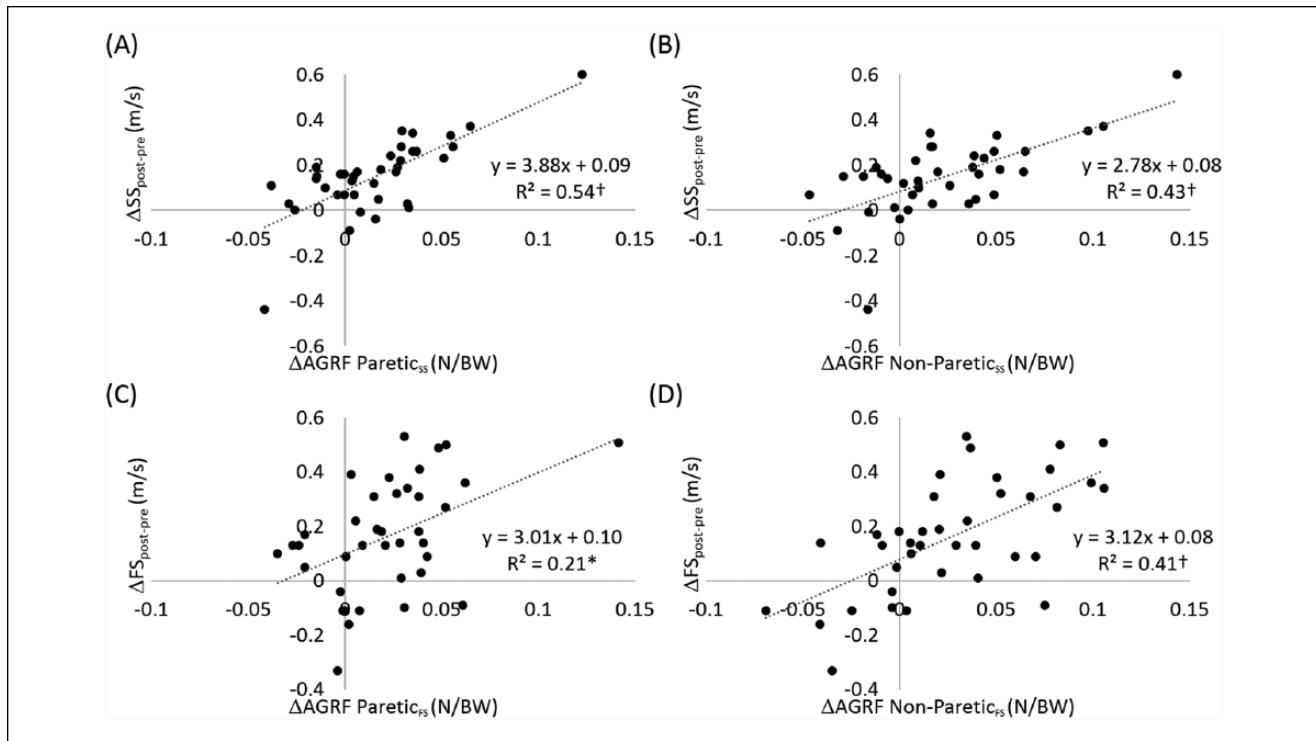 (A)
ΔSSpost-pre (m/s)
0.6
0.4
0.2
0
-0.2
-0.4
-0.6
-0.1
-0.05
0
0.05
0.1
0.15
y = 3.88x + 0.09
R² = 0.54†
ΔAGRF Pareticss (N/BW)
(B)
ΔSSpost-pre (m/s)
0.6
0.4
0.2
0
-0.2
-0.4
-0.6
-0.1
-0.05
0
0.05
0.1
0.15
y = 2.78x + 0.08
R² = 0.43†
ΔAGRF Non-Pareticss (N/BW)
(C)
ΔFSpost-pre (m/s)
0.6
0.4
0.2
0
-0.2
-0.4
-0.1
-0.05
0
0.05
0.1
0.15
y = 3.01x + 0.10
R² = 0.21*
ΔAGRF PareticFS (N/BW)
(D)
ΔFSpost-pre (m/s)
0.6
0.4
0.2
0
-0.2
-0.4
-0.1
-0.05
0
0.05
0.1
0.15
y = 3.12x + 0.08
R² = 0.41†
ΔAGRF Non-PareticFS (N/BW)